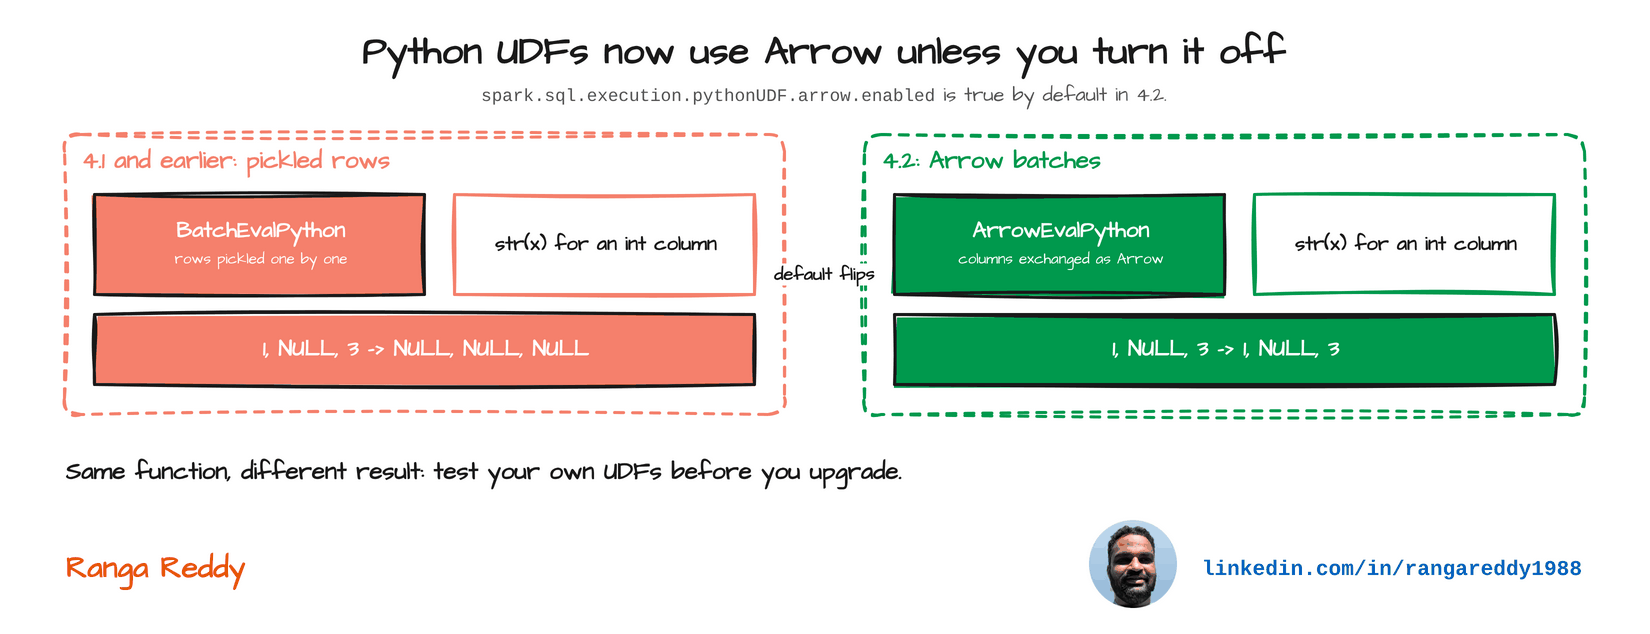 Python UDFs now use Arrow unless you turn it off
spark.sql.execution.pythonUDF.arrow.enabled is true by default in 4.2.
4.1 and earlier: pickled rows
BatchEvalPython
rows pickled one by one
str(x) for an int column
1, NULL, 3 -> NULL, NULL, NULL
default flips
4.2: Arrow batches
ArrowEvalPython
columns exchanged as Arrow
str(x) for an int column
1, NULL, 3 -> 1, NULL, 3
Same function, different result: test your own UDFs before you upgrade.
Ranga Reddy
linkedin.com/in/rangareddy1988